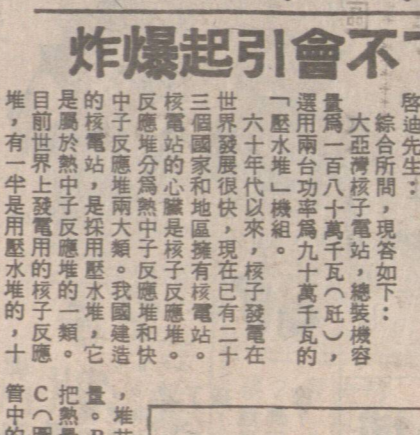 不會引起爆炸
啓迪先生：
綜合所問，現答如下：
大亞灣核子電站，總裝機容
量爲一百八十萬千瓦（瓩），
選用兩台功率爲九十萬千瓦的
「壓水堆」機組。
六十年代以來，核子發電在
世界發展很快，現在已有二十
三個國家和地區擁有核電站。
核電站的心臟是核子反應堆。
反應堆分爲熱中子反應堆和快
中子反應堆兩大類。我國建造
的核電站，是採用壓水堆，它
是屬於熱中子反應堆的一類。
目前世界上發電用的核子反應
堆，有一半是用壓水堆的，十
，堆
量。
把熱
C（
管中的